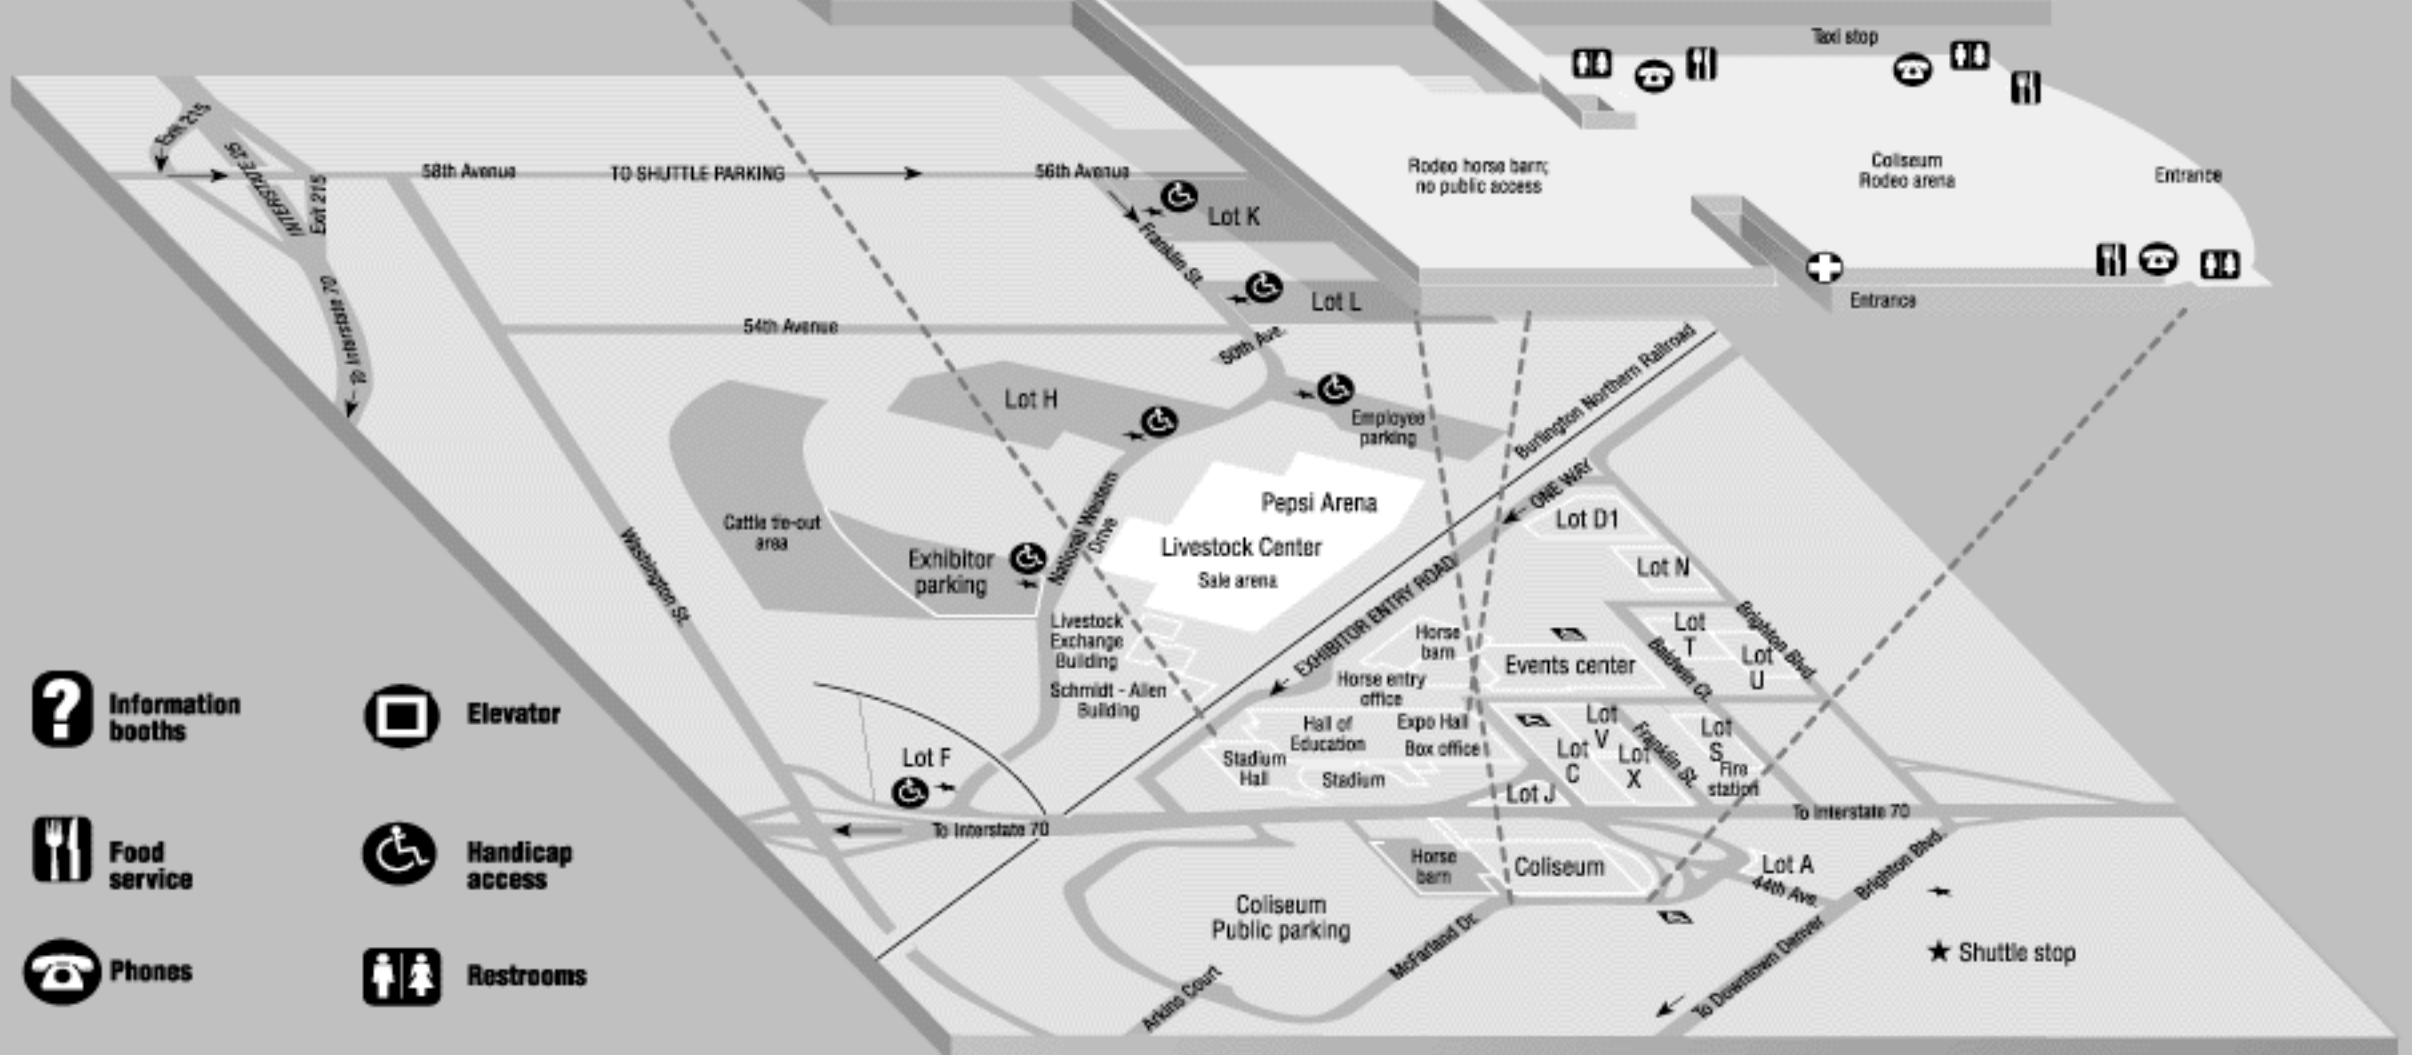 Taxi stop
Rodeo horse barn;
no public access
Coliseum
Rodeo arena
Entrance
Entrance
Exit 215
INTERSTATE 25
Exit 215
To Interstate 70
58th Avenue
TO SHUTTLE PARKING
56th Avenue
Lot K
Franklin St.
Lot L
54th Avenue
50th Ave.
Lot H
Employee
parking
Burlington Northern Railroad
ONE WAY
Pepsi Arena
Livestock Center
Sale arena
National Western
Drive
Cattle tie-out
area
Exhibitor
parking
Washington St.
Lot D1
Lot N
EXHIBITOR ENTRY ROAD
Livestock
Exchange
Building
Schmidt - Allen
Building
Horse
barn
Horse entry
office
Events center
Lot
T
Lot
U
Brighton Blvd.
Baldwin Ct.
Hall of
Education
Expo Hall
Box office
Stadium
Hall
Stadium
Lot
V
Lot
C
Lot
X
Franklin St.
Lot
S
Fire
station
Lot J
Lot F
To Interstate 70
To Interstate 70
Horse
barn
Coliseum
Lot A
44th Ave.
Brighton Blvd.
Coliseum
Public parking
McFarland Dr.
Arkins Court
To Downtown Denver
★ Shuttle stop
Information
booths
Elevator
Food
service
Handicap
access
Phones
Restrooms